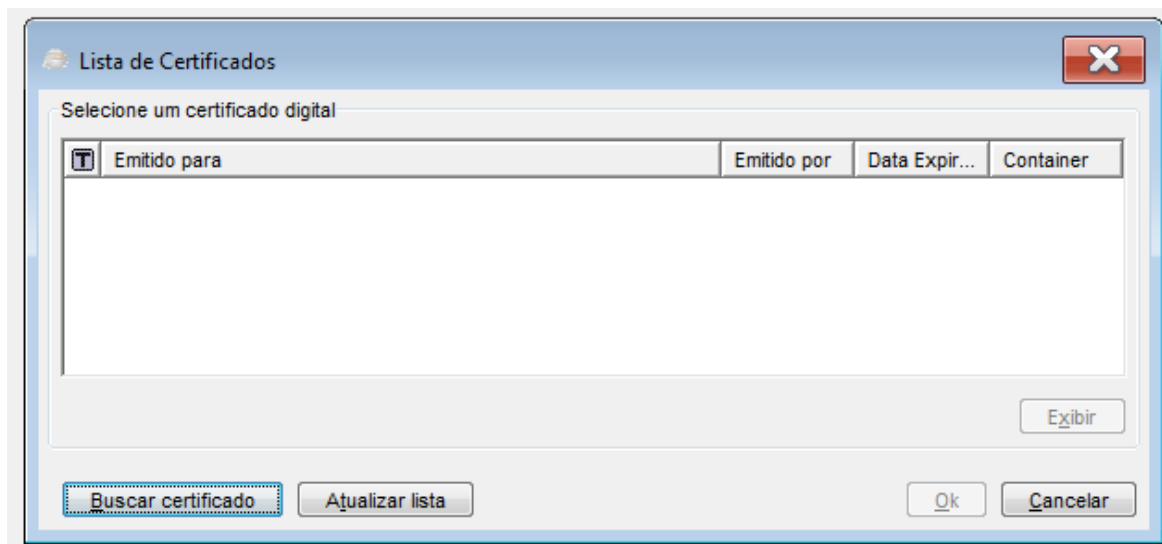 Lista de Certificados
Selecione um certificado digital
T Emitido para Emitido por Data Expir... Container
Exibir
Buscar certificado Atualizar lista Ok Cancelar